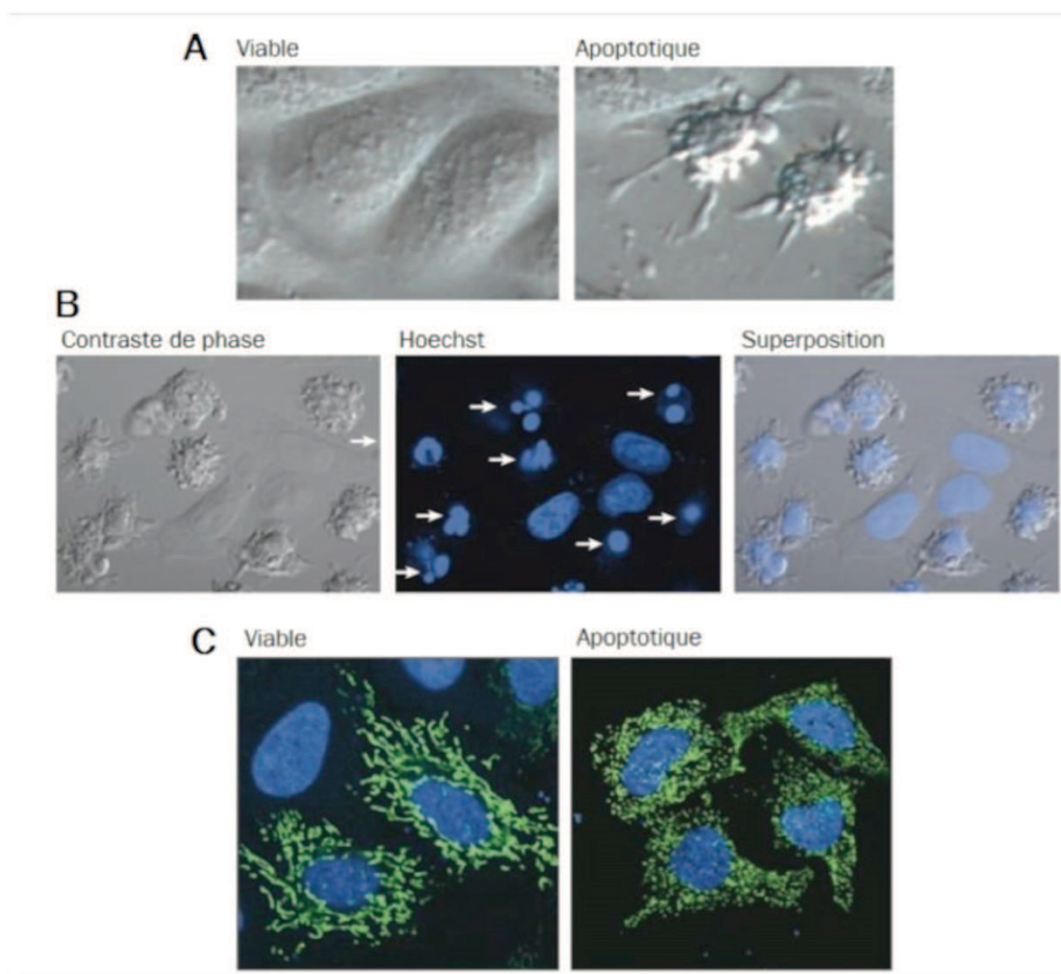 A
Viable
Apoptotique
B
Contraste de phase
Hoechst
Superposition
C
Viable
Apoptotique